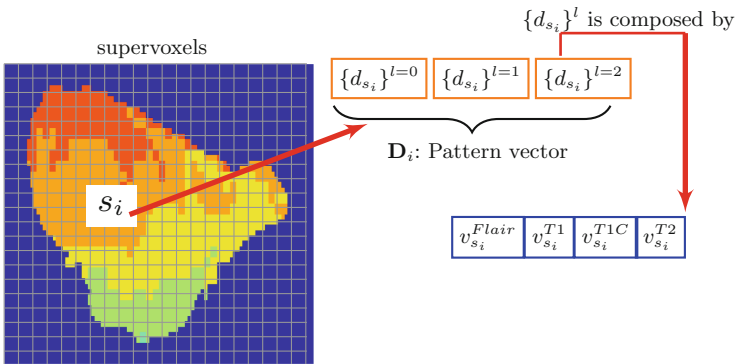 {d_{s_i}}^l is composed by
supervoxels
{d_{s_i}}^{l=0} {d_{s_i}}^{l=1} {d_{s_i}}^{l=2}
D_i: Pattern vector
s_i
v_{s_i}^{Flair} v_{s_i}^{T1} v_{s_i}^{T1C} v_{s_i}^{T2}